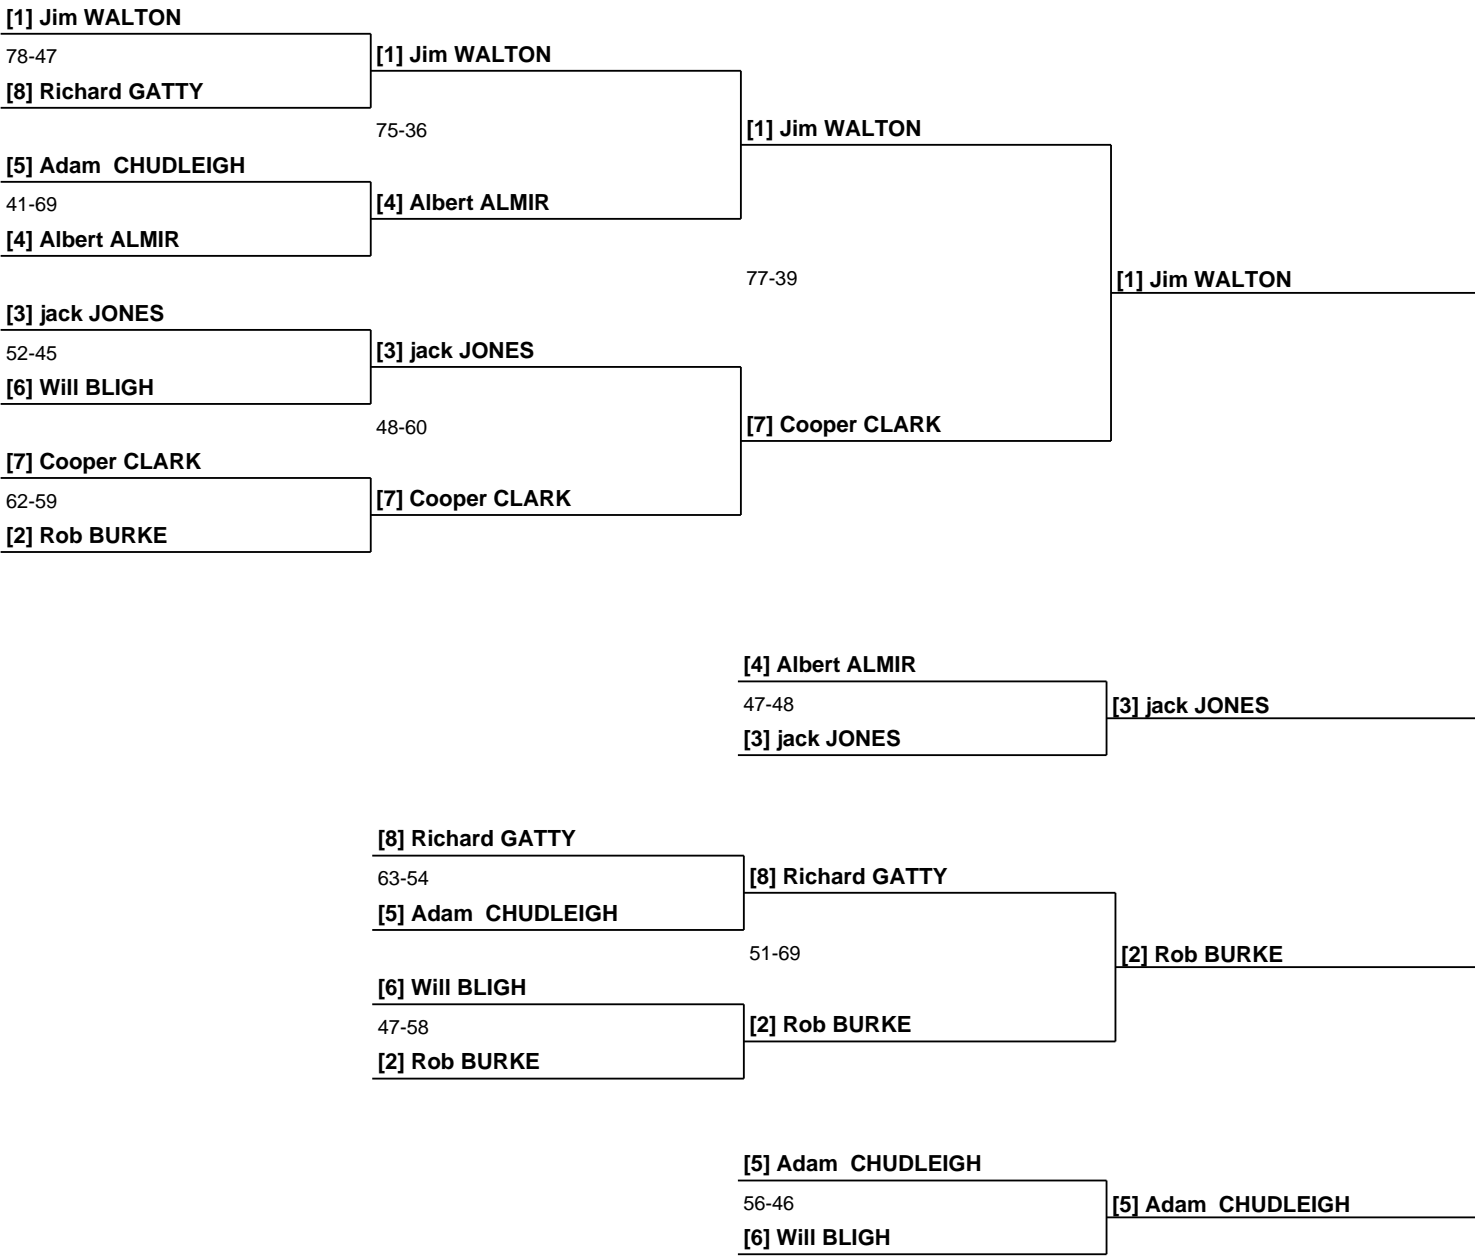 [1] Jim WALTON
78-47
[8] Richard GATTY
[1] Jim WALTON
75-36
[5] Adam  CHUDLEIGH
41-69
[4] Albert ALMIR
[4] Albert ALMIR
[1] Jim WALTON
77-39
[1] Jim WALTON
[3] jack JONES
52-45
[6] Will BLIGH
[3] jack JONES
48-60
[7] Cooper CLARK
[7] Cooper CLARK
62-59
[2] Rob BURKE
[7] Cooper CLARK
[4] Albert ALMIR
47-48
[3] jack JONES
[3] jack JONES
[8] Richard GATTY
63-54
[5] Adam  CHUDLEIGH
[8] Richard GATTY
51-69
[2] Rob BURKE
[6] Will BLIGH
47-58
[2] Rob BURKE
[2] Rob BURKE
[5] Adam  CHUDLEIGH
56-46
[6] Will BLIGH
[5] Adam  CHUDLEIGH